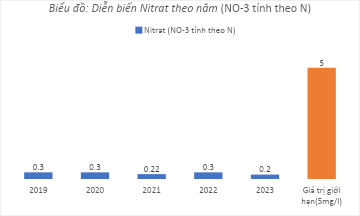 Biểu đồ: Diễn biến Nitrat theo năm (NO-3 tính theo N)
Nitrat (NO-3 tính theo N)
5
0.3 0.3 0.22 0.3 0.2
2019 2020 2021 2022 2023 Giá trị giới
hạn(5mg/l)